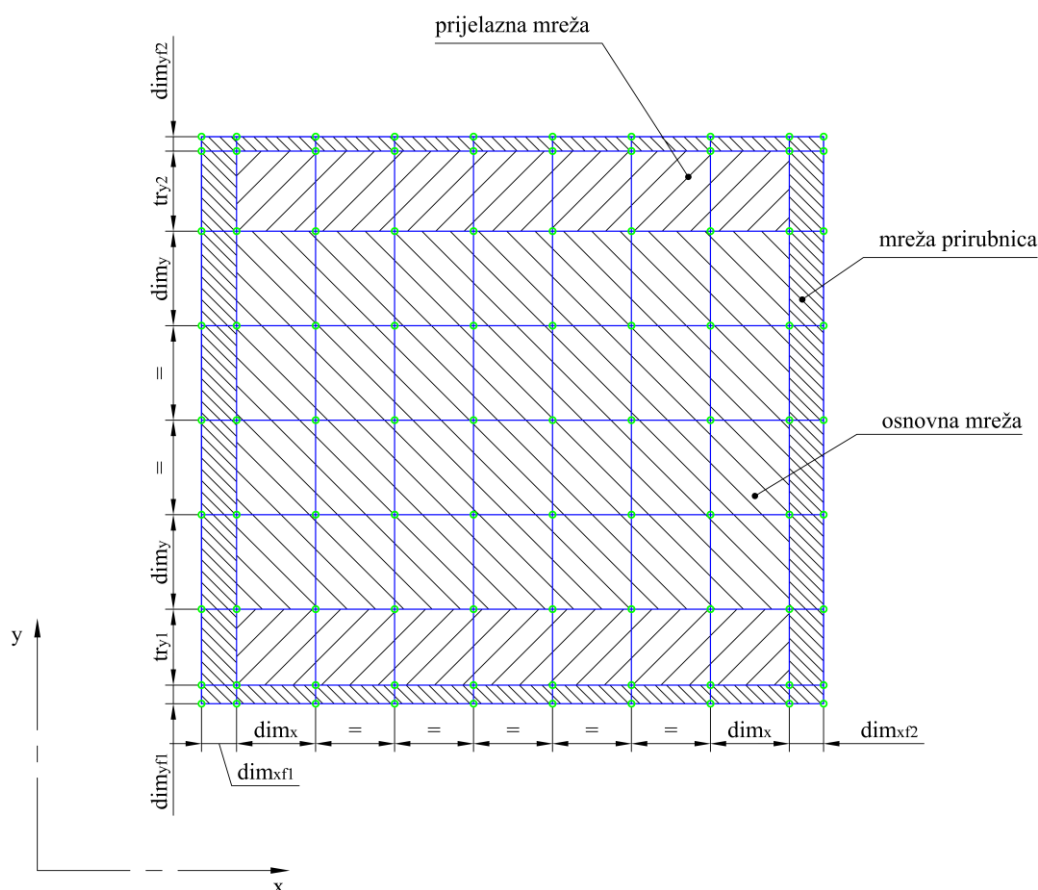 prijelazna mreža
dimyf2
try2
dimy
=
=
dimy
try1
dimyf1
mreža prirubnica
osnovna mreža
dimx
=
=
=
=
=
dimx
dimxf2
dimxf1
y
x